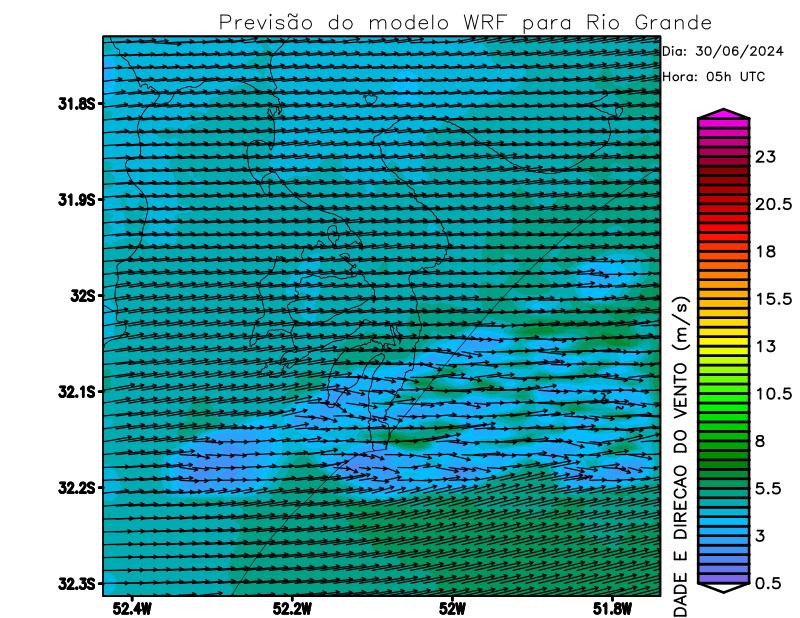 Previsão do modelo WRF para Rio Grande
Dia: 30/06/2024
Hora: 05h UTC
31.8S
31.9S
32S
32.1S
32.2S
32.3S
52.4W
52.2W
52W
51.8W
23
20.5
18
15.5
13
10.5
8
5.5
3
0.5
DADE E DIRECAO DO VENTO (m/s)